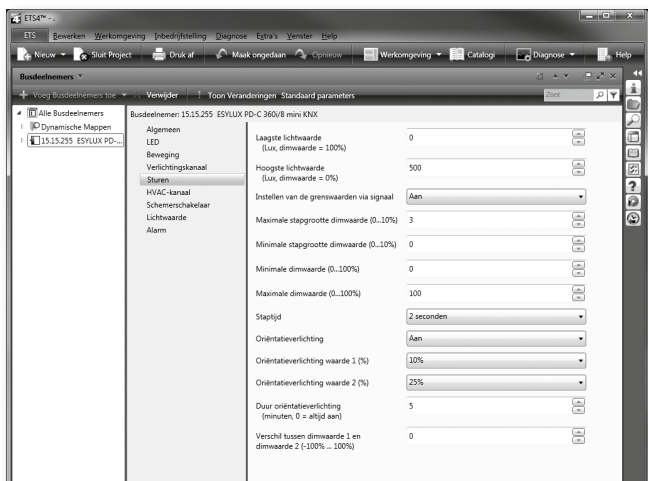 ETS4™ - .
ETS Bewerken Werkomgeving Inbedrijfstelling Diagnose Extra's Venster Help
Nieuw Sluit Project Druk af Maak ongedaan Opnieuw Werkomgeving Catalogi Diagnose Help
Busdeelnemers
Voeg Busdeelnemers toe Verwijder Toon Veranderingen Standaard parameters Zoek
Alle Busdeelnemers
Dynamische Mappen
15.15.255 ESYLUX PD-...
Busdeelnemer: 15.15.255 ESYLUX PD-C 360i/8 mini KNX
Algemeen
LED
Beweging
Verlichtingskanaal
Sturen
HVAC-kanaal
Schemerschakelaar
Lichtwaarde
Alarm
Laagste lichtwaarde 0
(Lux, dimwaarde = 100%)
Hoogste lichtwaarde 500
(Lux, dimwaarde = 0%)
Instellen van de grenswaarden via signaal Aan
Maximale stapgrootte dimwaarde (0...10%) 3
Minimale stapgrootte dimwaarde (0...10%) 0
Minimale dimwaarde (0...100%) 0
Maximale dimwaarde (0...100%) 100
Staptijd 2 seconden
Oriëntatieverlichting Aan
Oriëntatieverlichting waarde 1 (%) 10%
Oriëntatieverlichting waarde 2 (%) 25%
Duur oriëntatieverlichting 5
(minuten, 0 = altijd aan)
Verschil tussen dimwaarde 1 en 0
dimwaarde 2 (-100% ... 100%)